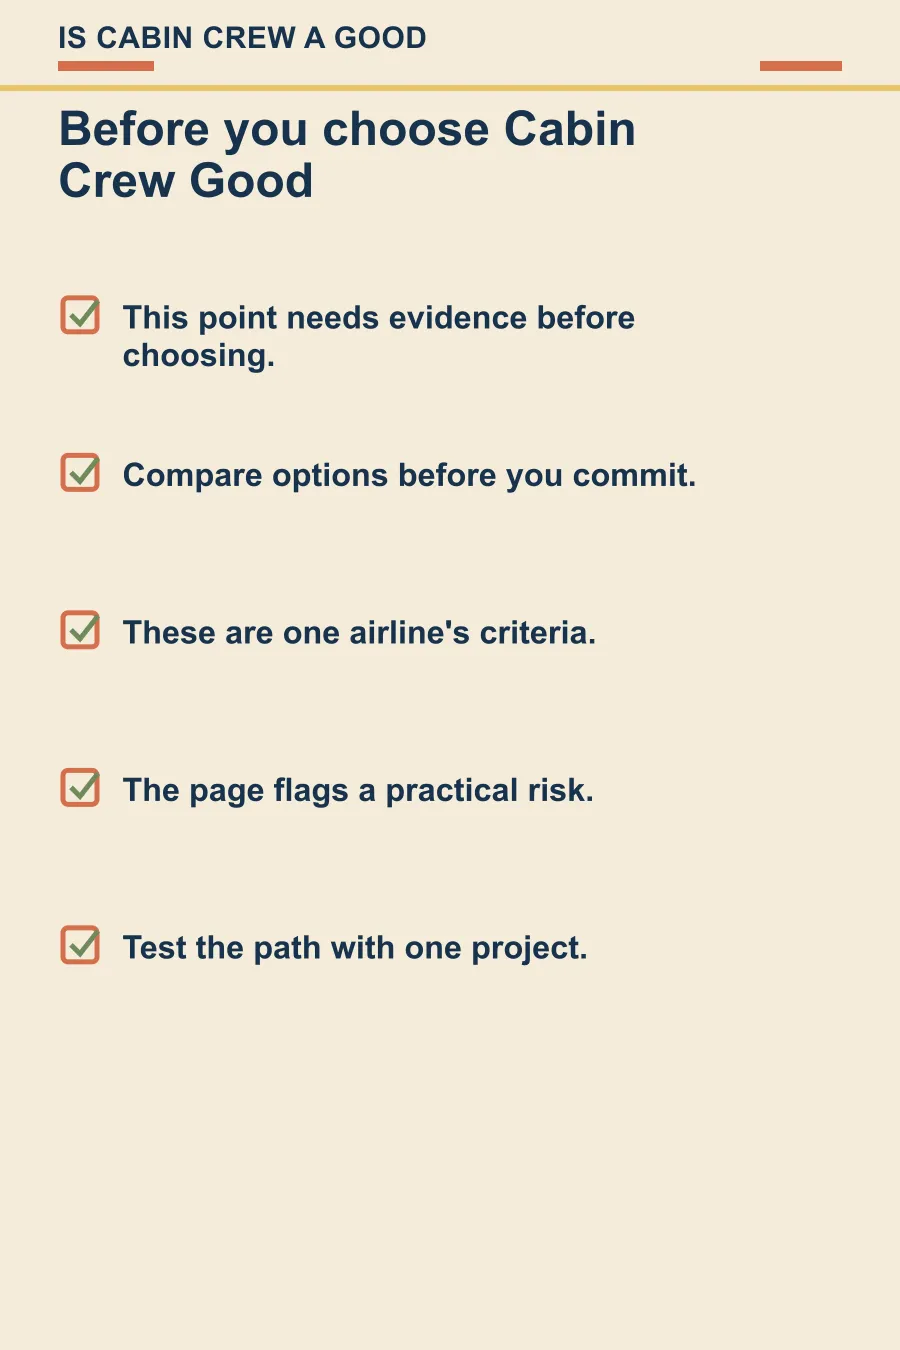 IS CABIN CREW A GOOD
Before you choose Cabin
Crew Good
This point needs evidence before
choosing.
Compare options before you commit.
These are one airline's criteria.
The page flags a practical risk.
Test the path with one project.